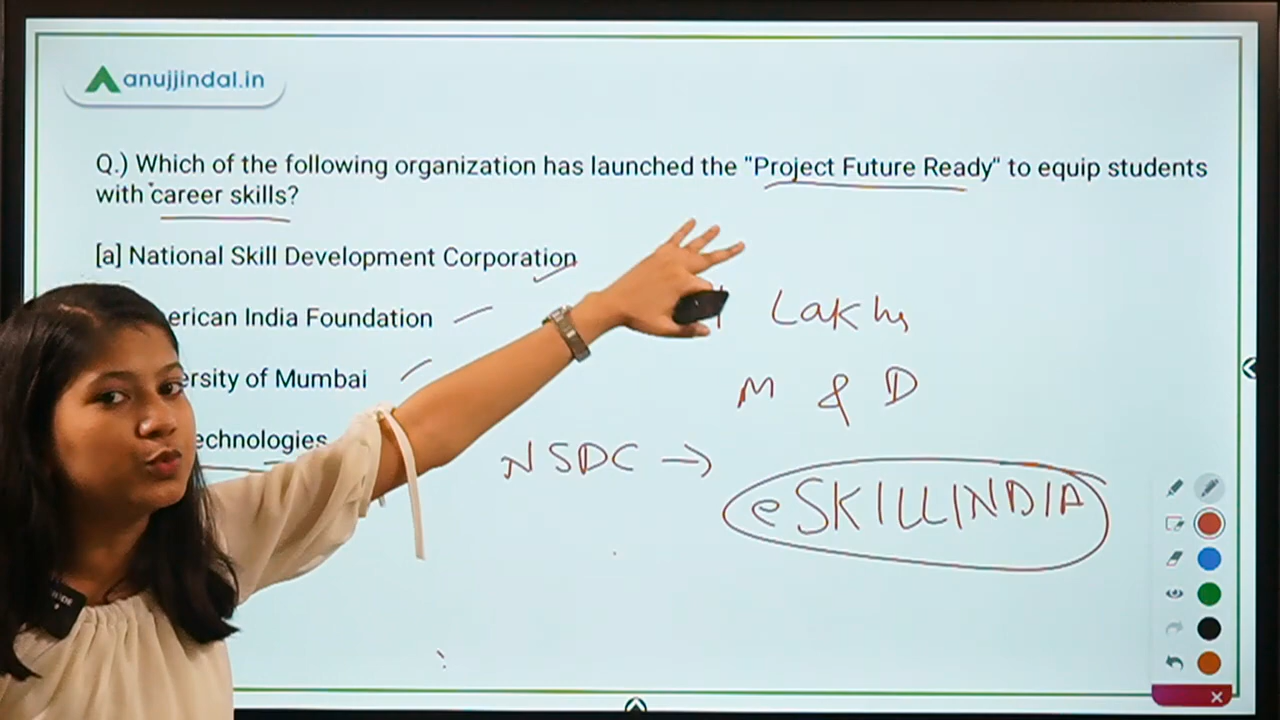 anujjindal.in
Q.) Which of the following organization has launched the "Project Future Ready" to equip students
with career skills?
[a] National Skill Development Corporation
erican India Foundation
Lakhs
ersity of Mumbai
M & D
echnologies
NSDC →
eSKILLINDIA